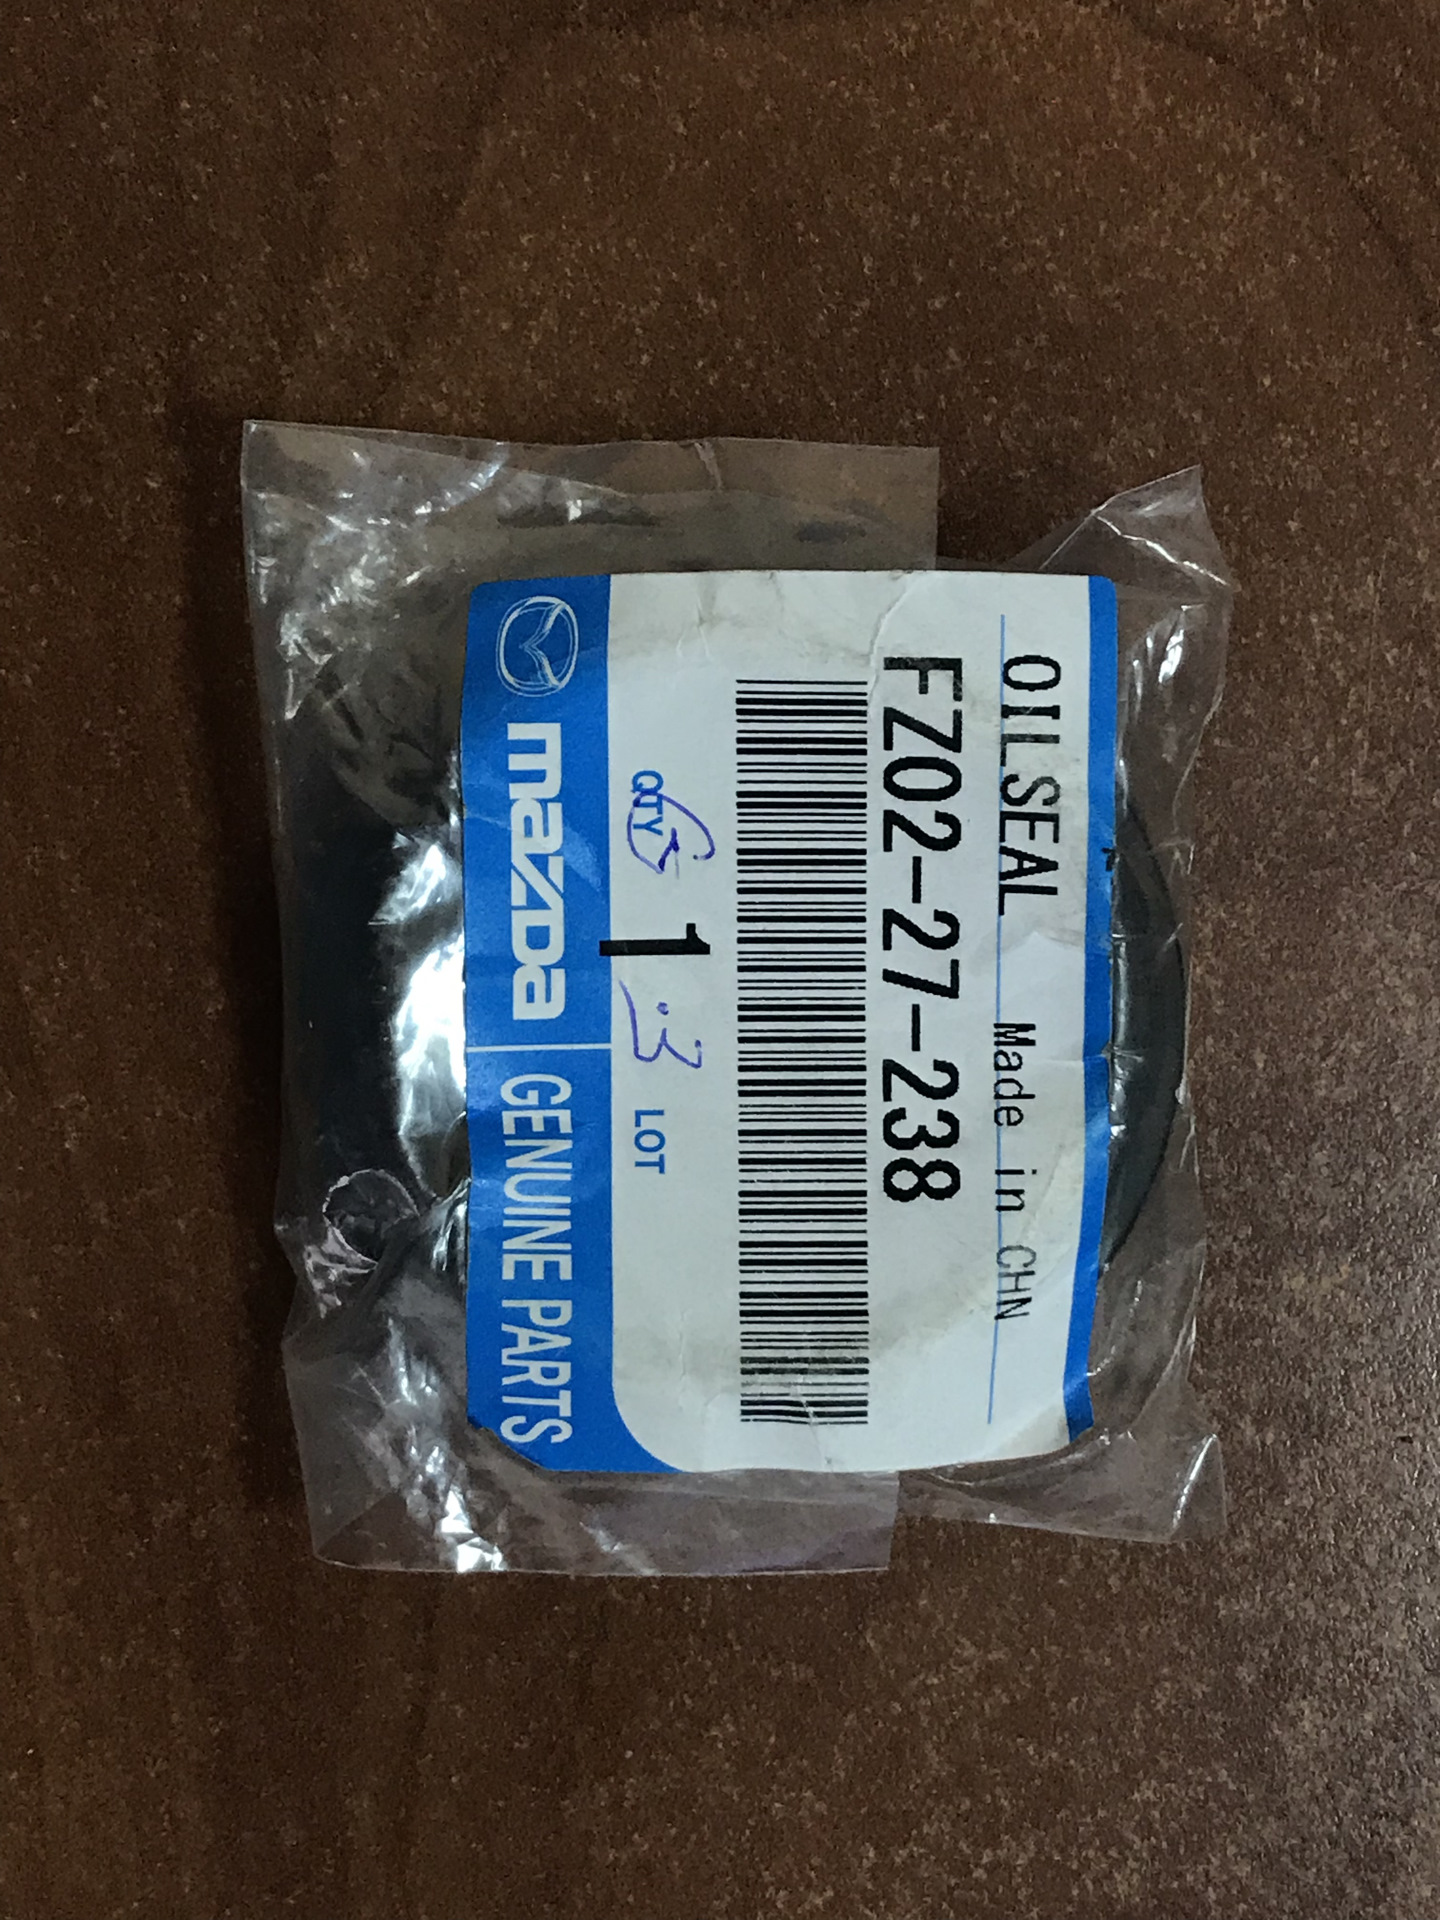 OILSEAL Made in CHN
FZ02-27-238
QTY 1 LOT
mazda GENUINE PARTS